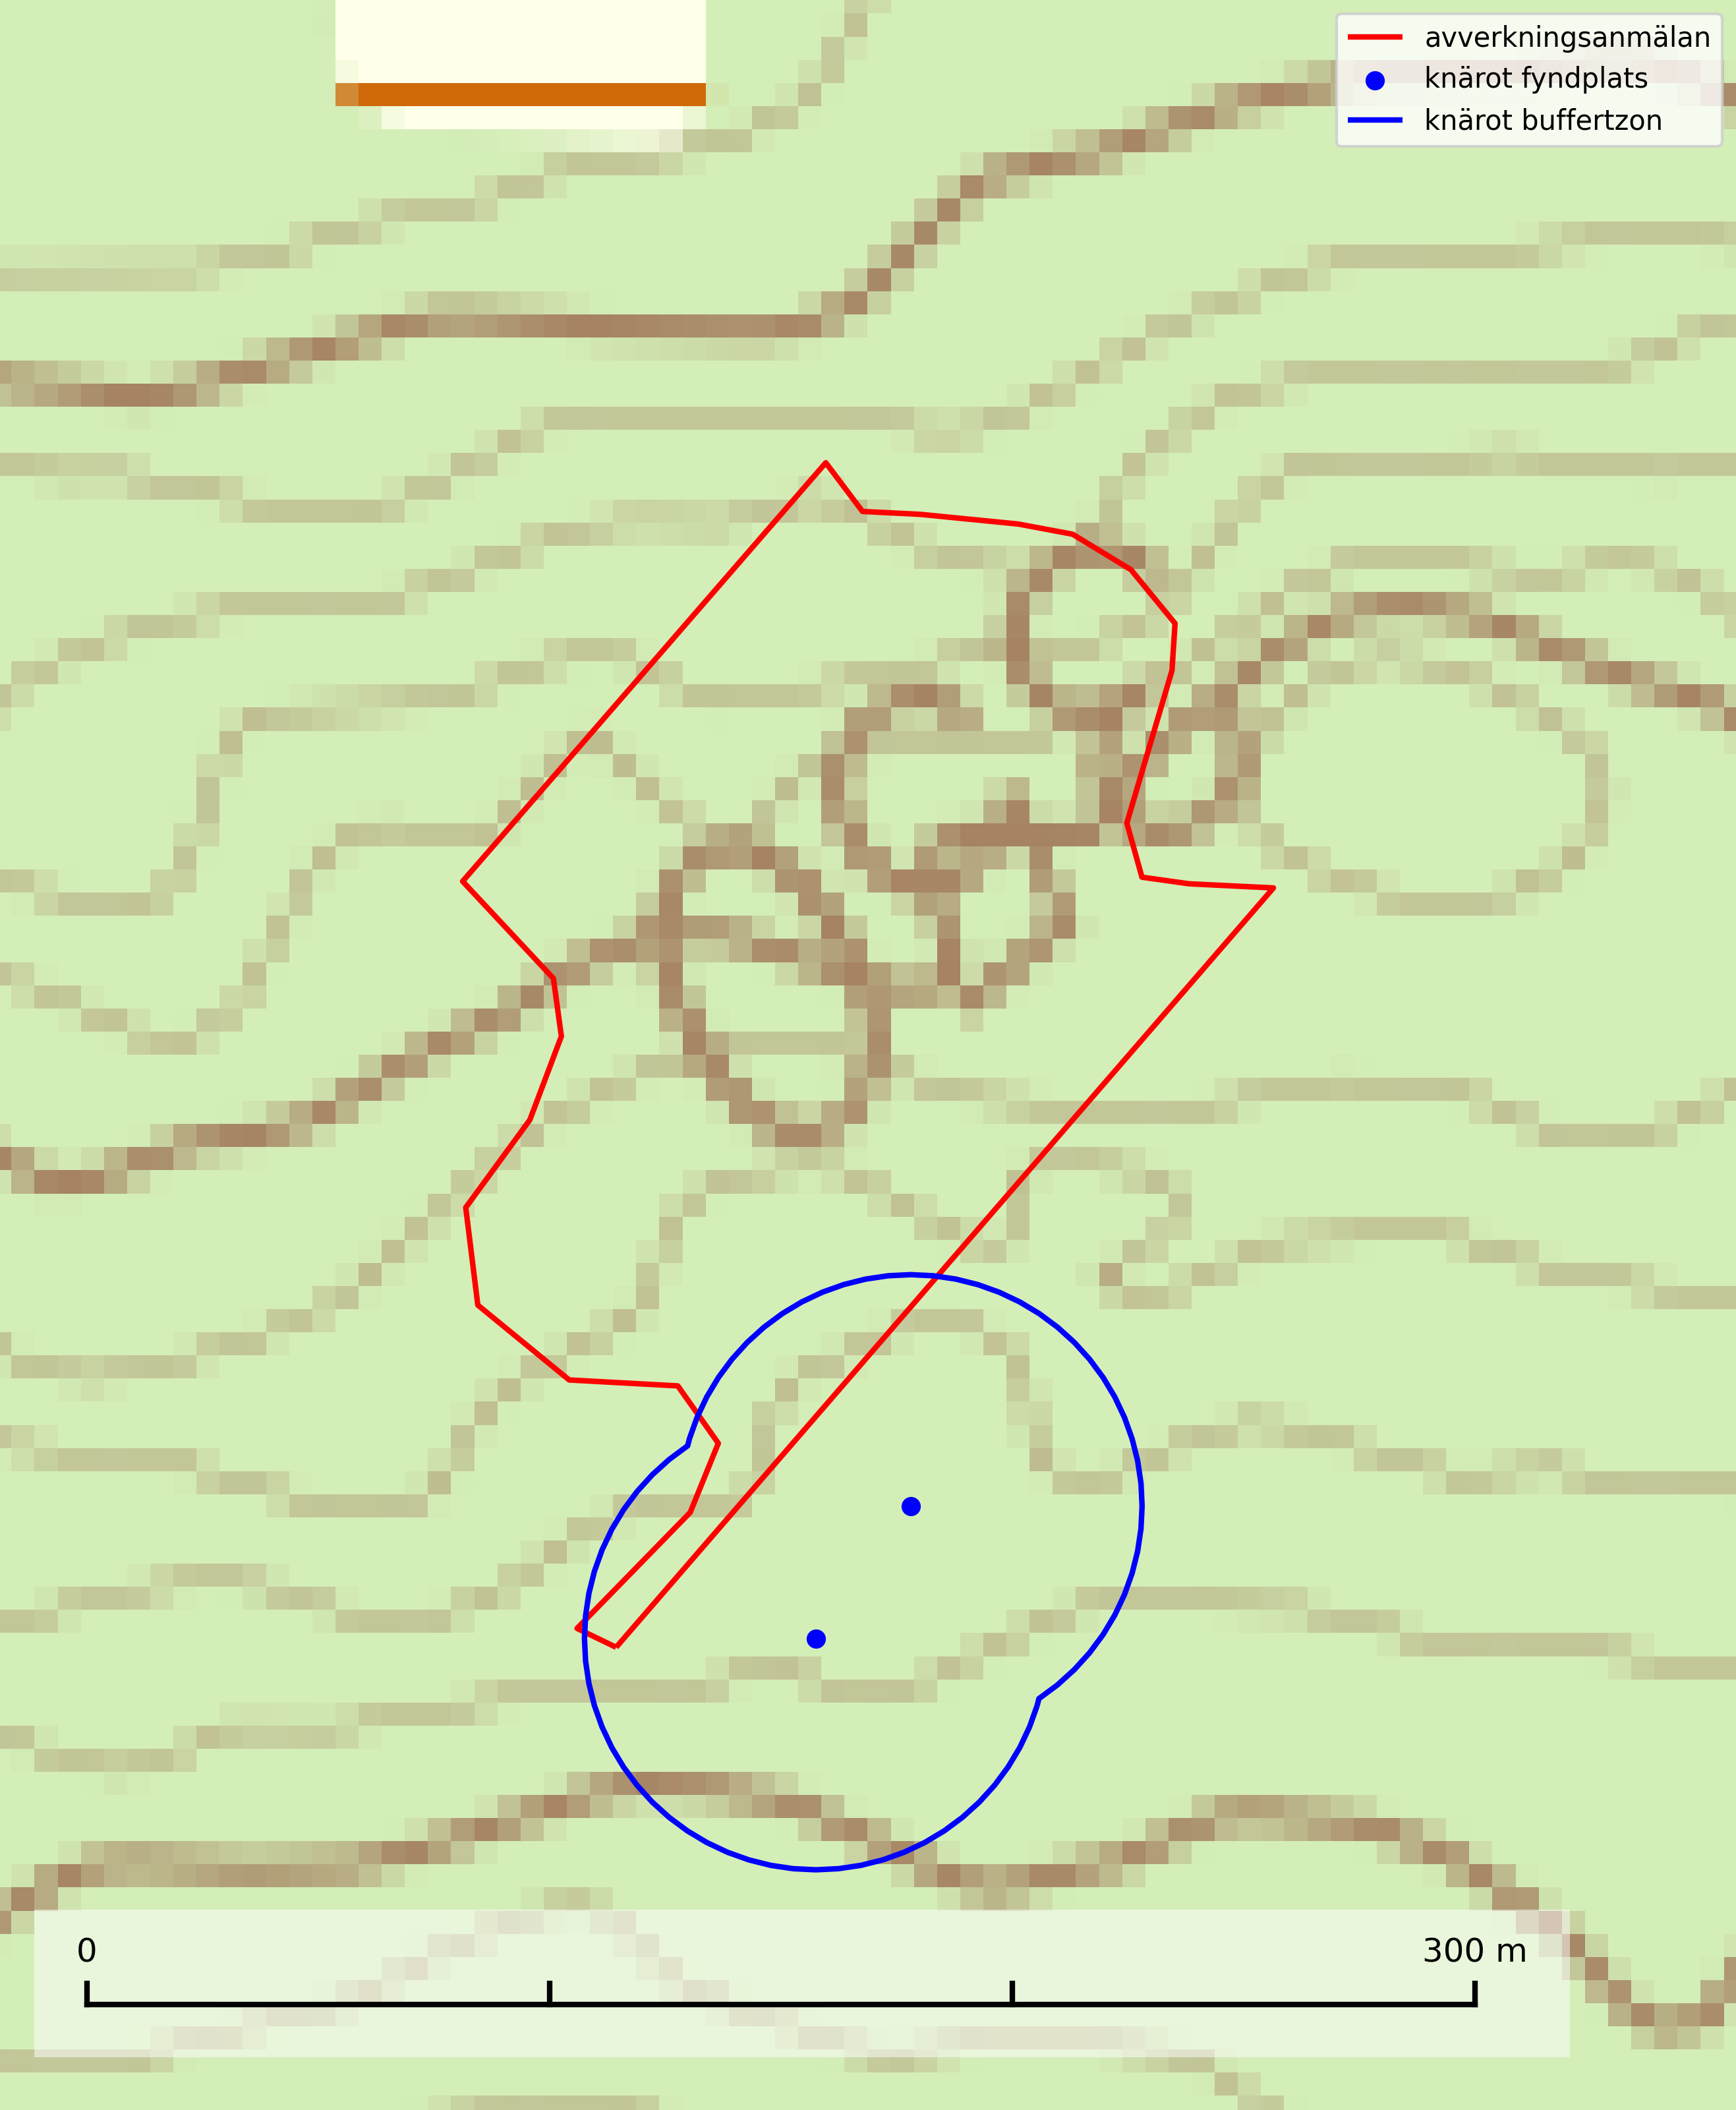 avverkningsanmälan
knärot fyndplats
knärot buffertzon
0
300 m